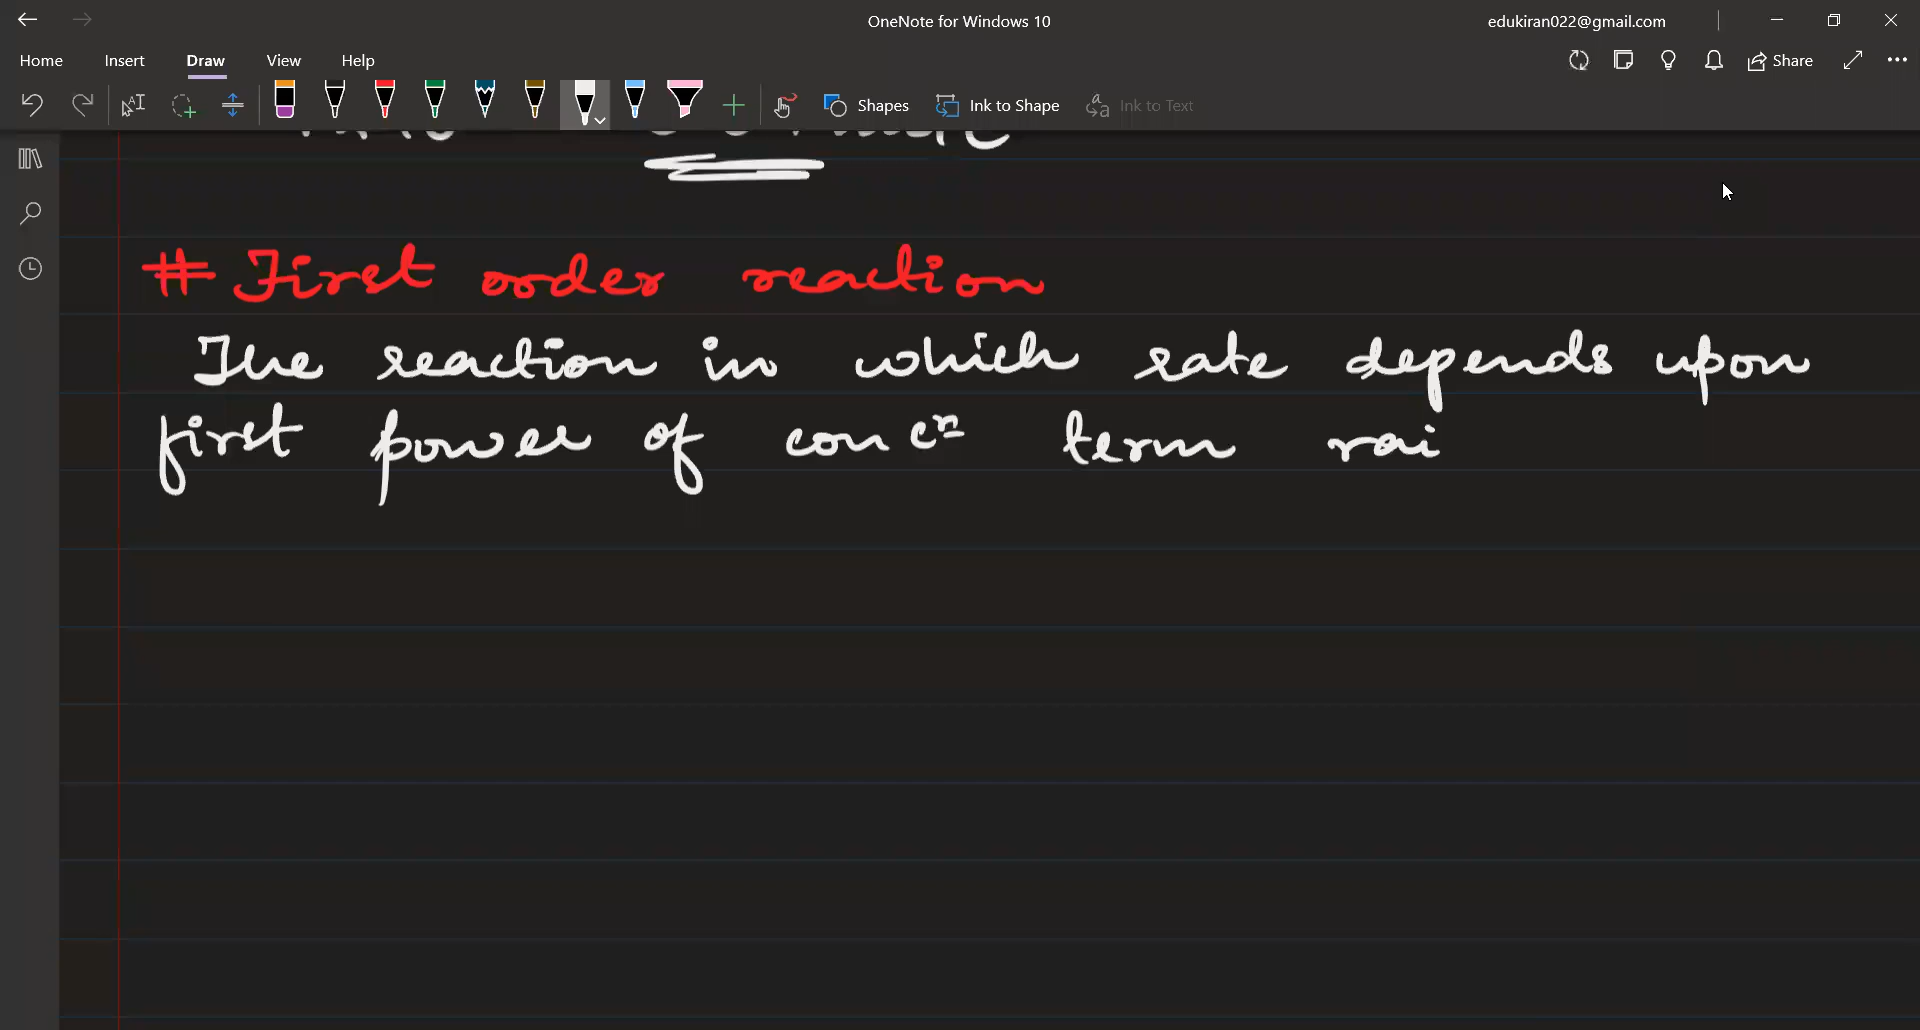 OneNote for Windows 10
edukiran022@gmail.com
Home Insert Draw View Help
Share
Shapes Ink to Shape Ink to Text
# First order reaction
The reaction in which rate depends upon
first power of concⁿ term rai